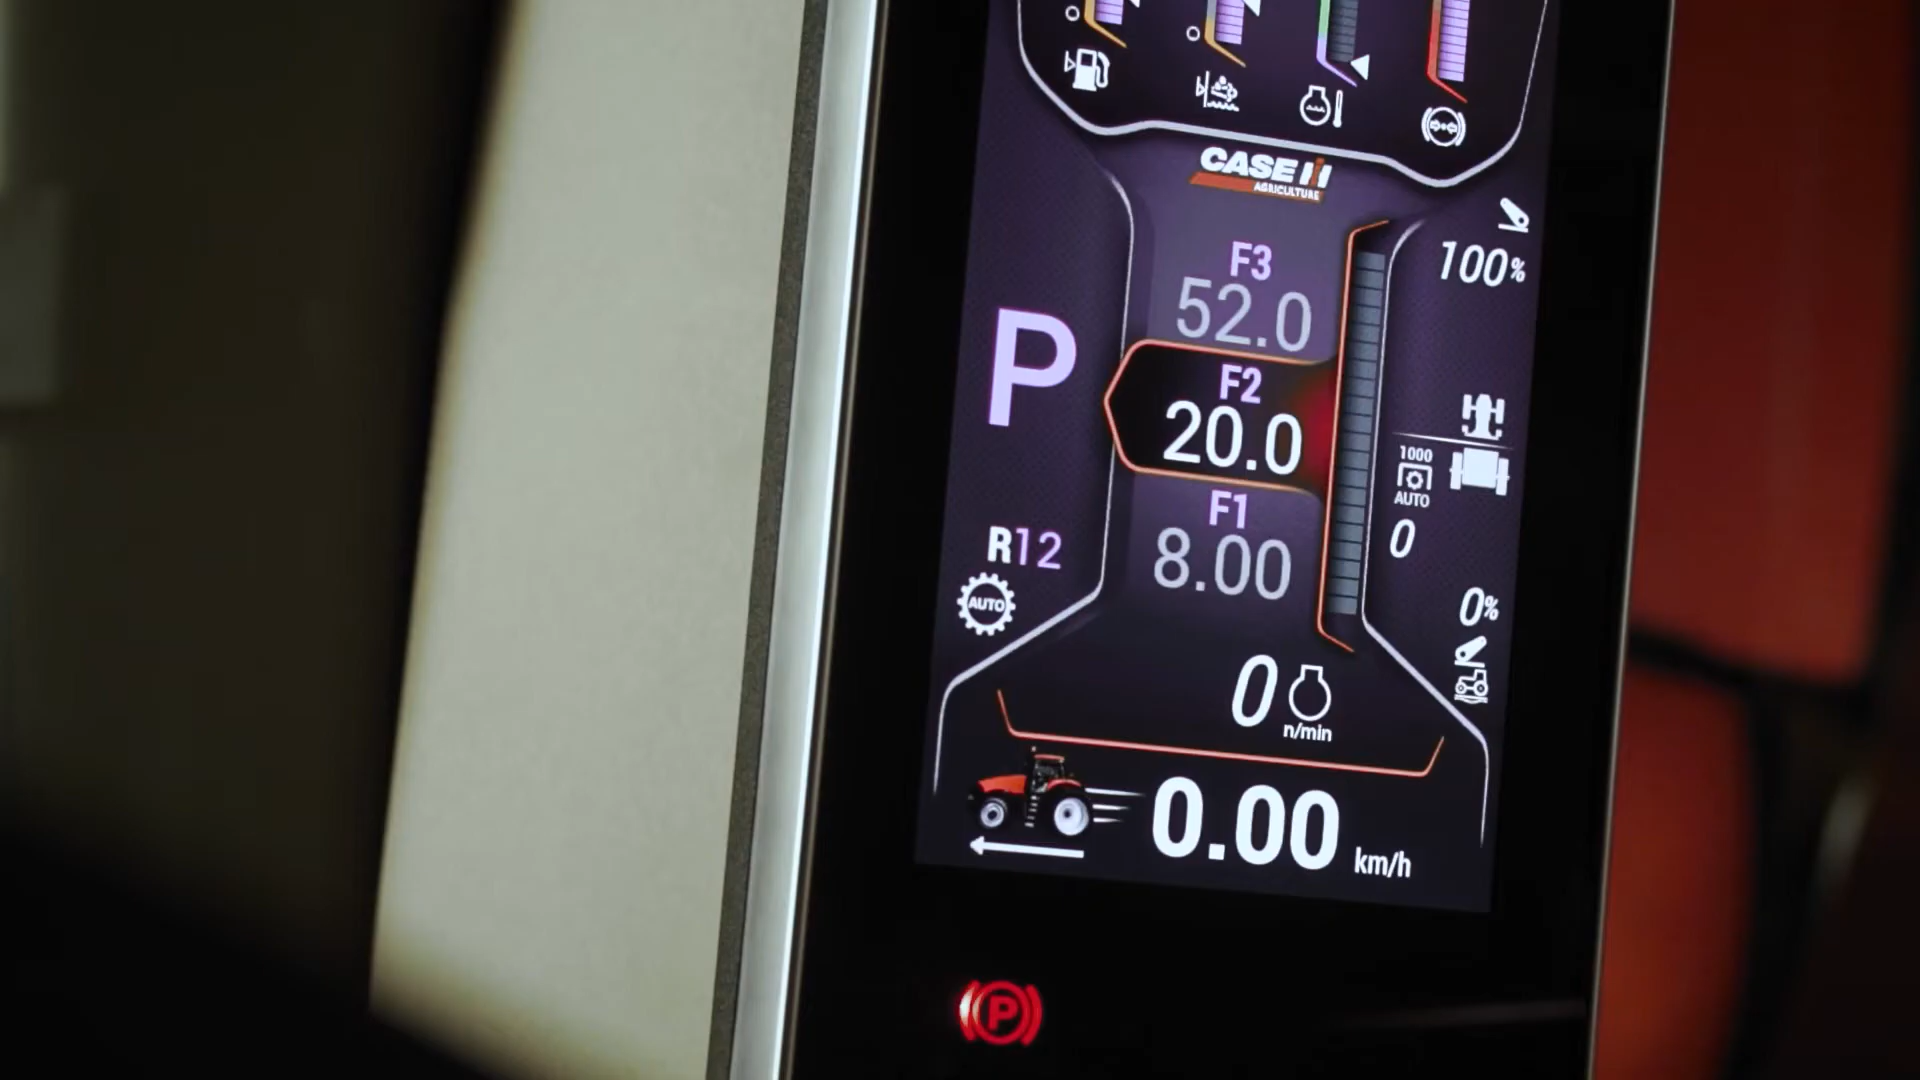 CASE IH
AGRICULTURE
100%
F3
52.0
P
F2
20.0
1000
AUTO
0
F1
8.00
R12
AUTO
0%
0
n/min
0.00 km/h
P